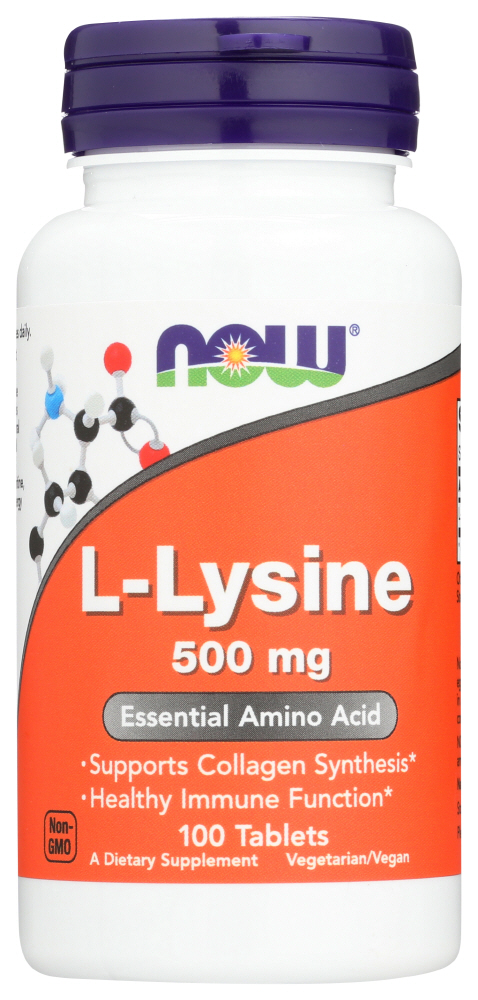 NOW®
L-Lysine
500 mg
Essential Amino Acid
•Supports Collagen Synthesis*
•Healthy Immune Function*
100 Tablets
Non-
GMO
A Dietary Supplement Vegetarian/Vegan